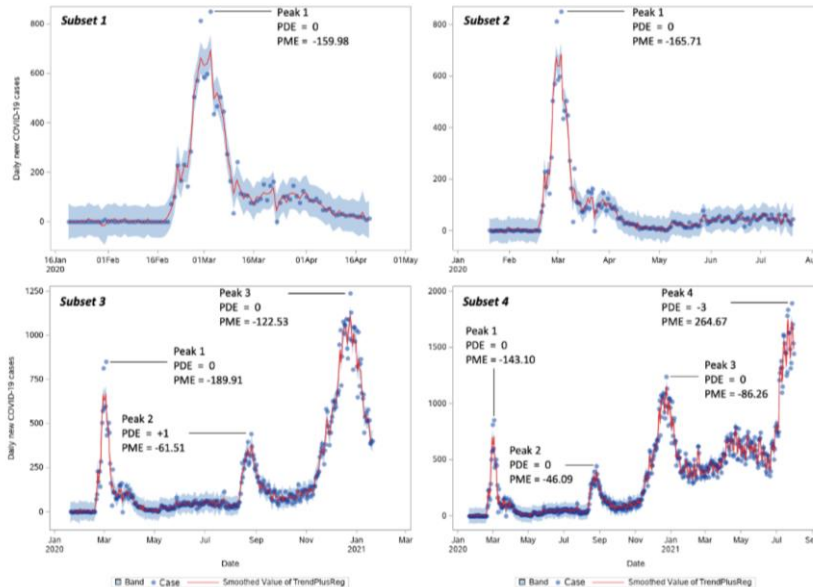 Subset 1
Peak 1
PDE = 0
PME = -159.98
Daily new COVID-19 cases
800
600
400
200
0
16Jan
2020
01Feb
16Feb
01Mar
16Mar
01Apr
16Apr
01May
Subset 2
Peak 1
PDE = 0
PME = -165.71
800
600
400
200
0
Jan
2020
Feb
Mar
Apr
May
Jun
Jul
Au
Subset 3
Peak 3
PDE = 0
PME = -122.53
Peak 1
PDE = 0
PME = -189.91
Peak 2
PDE = +1
PME = -61.51
Daily new COVID-19 cases
1250
1000
750
500
250
0
Jan
2020
Mar
May
Jul
Sep
Nov
Jan
2021
Mar
Date
Subset 4
Peak 4
PDE = -3
PME = 264.67
Peak 1
PDE = 0
PME = -143.10
Peak 3
PDE = 0
PME = -86.26
Peak 2
PDE = 0
PME = -46.09
2000
1500
1000
500
0
Jan
2020
Mar
May
Jul
Sep
Nov
Jan
2021
Mar
May
Jul
Se
Date
Band Case Smoothed Value of TrendPlusReg
Band Case Smoothed Value of TrendPlusReg